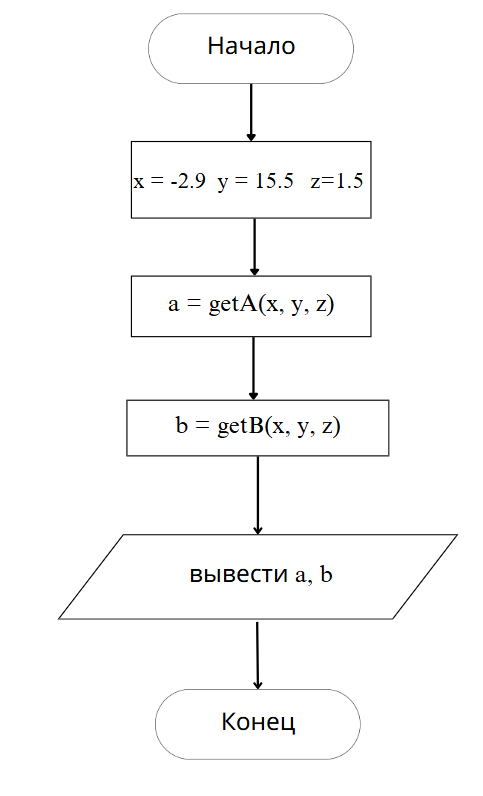 Начало
x = -2.9 y = 15.5 z=1.5
a = getA(x, y, z)
b = getB(x, y, z)
вывести a, b
Конец